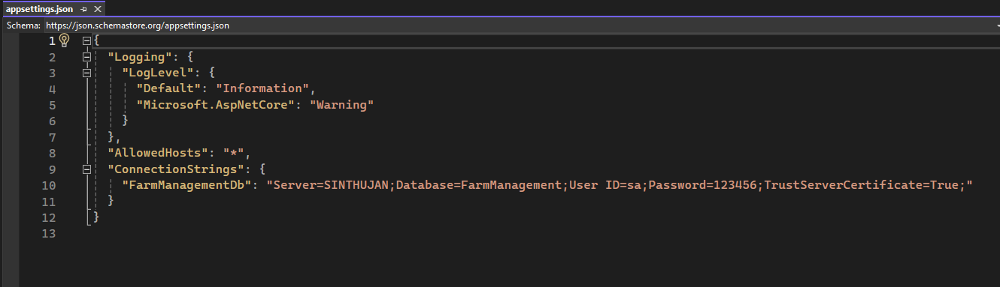 appsettings.json
Schema: https://json.schemastore.org/appsettings.json
1 {
2 "Logging": {
3 "LogLevel": {
4 "Default": "Information",
5 "Microsoft.AspNetCore": "Warning"
6 }
7 },
8 "AllowedHosts": "*",
9 "ConnectionStrings": {
10 "FarmManagementDb": "Server=SINTHUJAN;Database=FarmManagement;User ID=sa;Password=123456;TrustServerCertificate=True;"
11 }
12 }
13